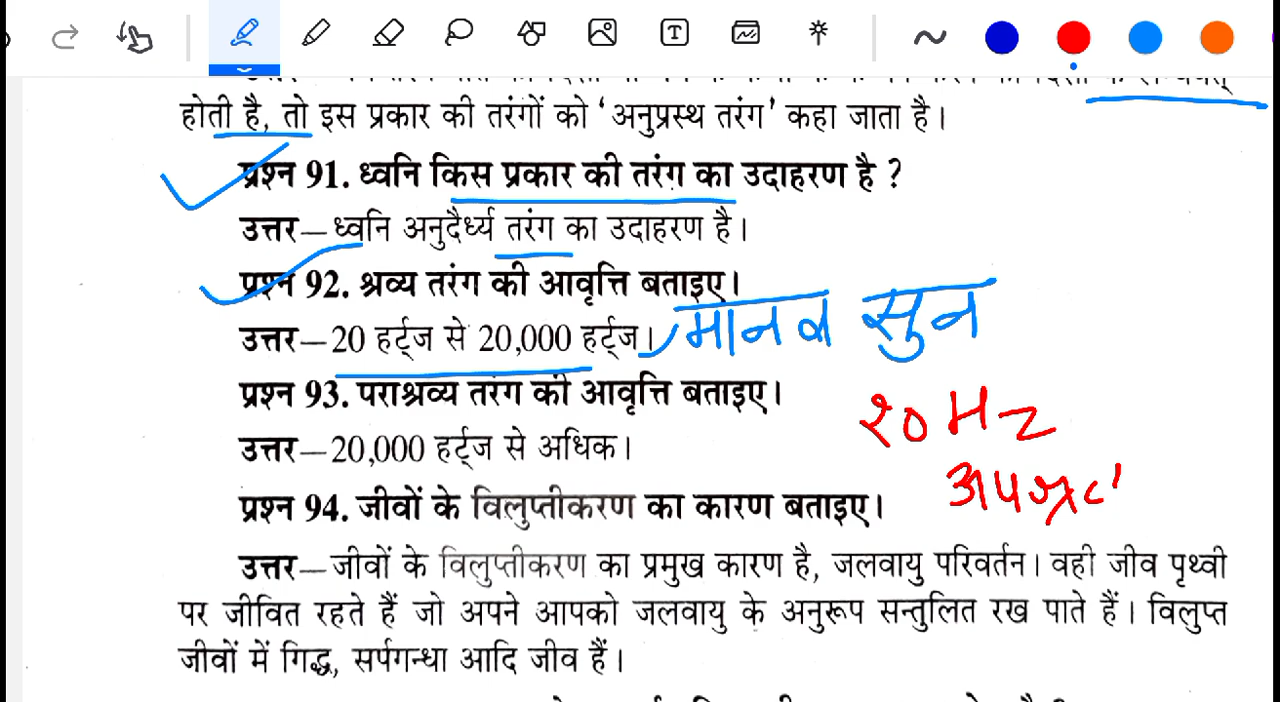 होती है, तो इस प्रकार की तरंगों को ‘अनुप्रस्थ तरंग’ कहा जाता है।
प्रश्न 91. ध्वनि किस प्रकार की तरंग का उदाहरण है ?
उत्तर—ध्वनि अनुदैर्ध्य तरंग का उदाहरण है।
प्रश्न 92. श्रव्य तरंग की आवृत्ति बताइए।
उत्तर—20 हर्ट्ज से 20,000 हर्ट्ज। मानव सुन
प्रश्न 93. पराश्रव्य तरंग की आवृत्ति बताइए।
२० Hz
उत्तर—20,000 हर्ट्ज से अधिक।
प्रश्न 94. जीवों के विलुप्तीकरण का कारण बताइए।
उत्तर—जीवों के विलुप्तीकरण का प्रमुख कारण है, जलवायु परिवर्तन। वही जीव पृथ्वी
पर जीवित रहते हैं जो अपने आपको जलवायु के अनुरूप सन्तुलित रख पाते हैं। विलुप्त
जीवों में गिद्ध, सर्पगन्धा आदि जीव हैं।